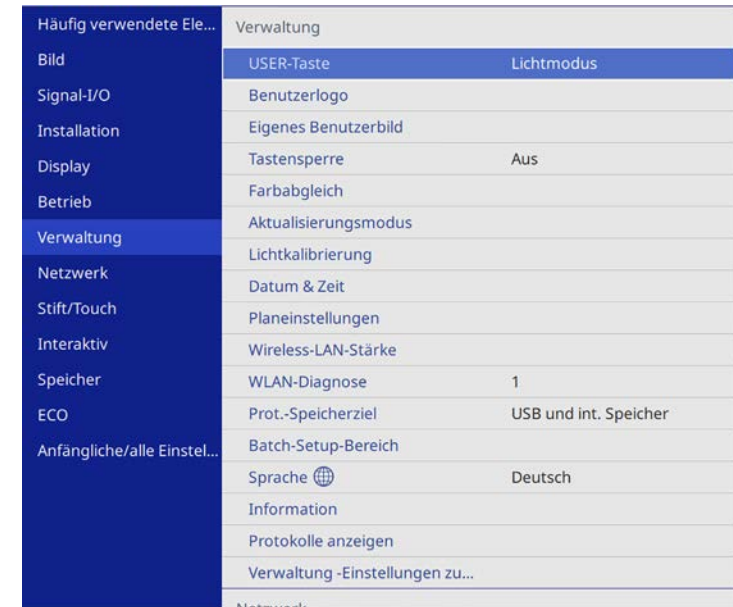 Häufig verwendete Ele...
Bild
Signal-I/O
Installation
Display
Betrieb
Verwaltung
Netzwerk
Stift/Touch
Interaktiv
Speicher
ECO
Anfängliche/alle Einstel...
Verwaltung
USER-Taste Lichtmodus
Benutzerlogo
Eigenes Benutzerbild
Tastensperre Aus
Farbabgleich
Aktualisierungsmodus
Lichtkalibrierung
Datum & Zeit
Planeinstellungen
Wireless-LAN-Stärke
WLAN-Diagnose 1
Prot.-Speicherziel USB und int. Speicher
Batch-Setup-Bereich
Sprache Deutsch
Information
Protokolle anzeigen
Verwaltung -Einstellungen zu...
Netzwerk